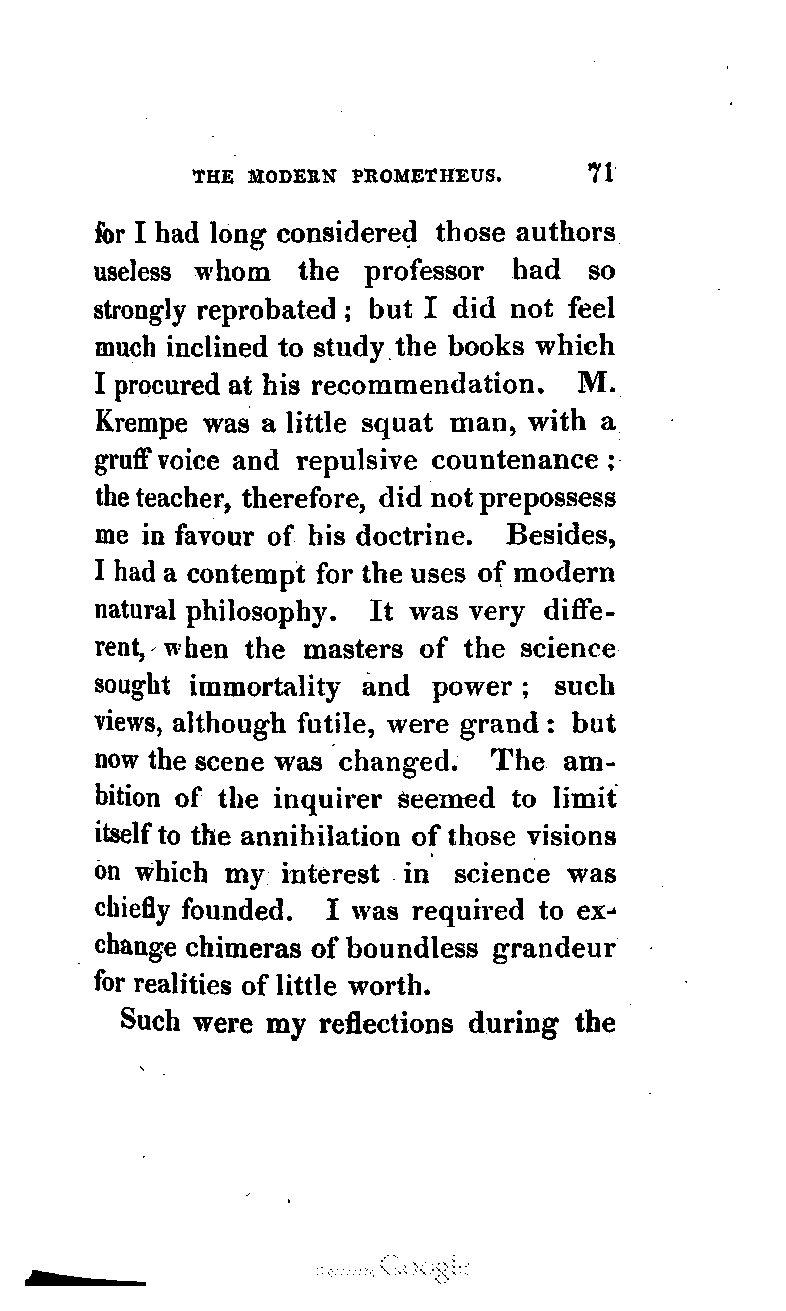 THE MODERN PROMETHEUS. 71
for I had long considered those authors
useless whom the professor had so
strongly reprobated ; but I did not feel
much inclined to study the books which
I procured at his recommendation. M.
Krempe was a little squat man, with a
gruff voice and repulsive countenance ;
the teacher, therefore, did not prepossess
me in favour of his doctrine. Besides,
I had a contempt for the uses of modern
natural philosophy. It was very diffe-
rent, when the masters of the science
sought immortality and power ; such
views, although futile, were grand : but
now the scene was changed. The am-
bition of the inquirer seemed to limit
itself to the annihilation of those visions
on which my interest in science was
chiefly founded. I was required to ex-
change chimeras of boundless grandeur
for realities of little worth.
Such were my reflections during the
Google